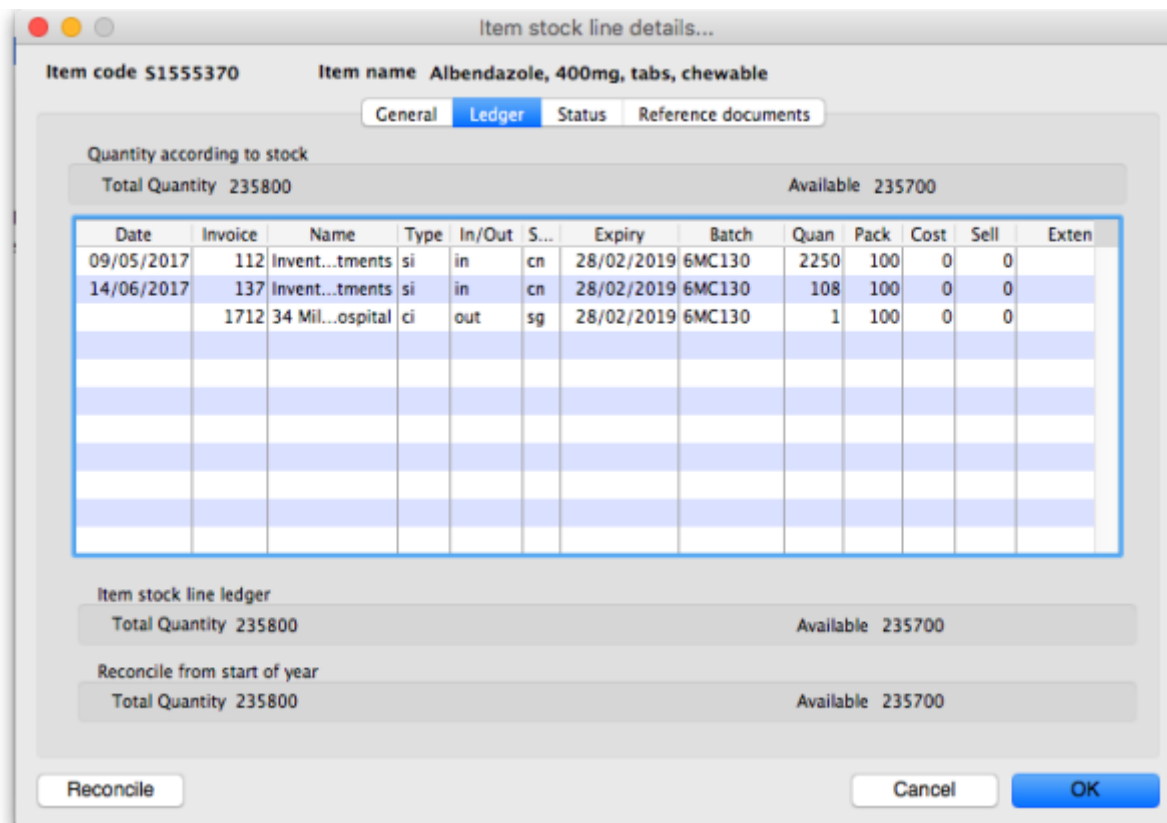 Item stock line details...
Item code S1555370 Item name Albendazole, 400mg, tabs, chewable
General Ledger Status Reference documents
Quantity according to stock
Total Quantity 235800 Available 235700
Date Invoice Name Type In/Out S... Expiry Batch Quan Pack Cost Sell Exten
09/05/2017 112 Invent...tments si in cn 28/02/2019 6MC130 2250 100 0 0
14/06/2017 137 Invent...tments si in cn 28/02/2019 6MC130 108 100 0 0
1712 34 Mil...ospital ci out sg 28/02/2019 6MC130 1 100 0 0
Item stock line ledger
Total Quantity 235800 Available 235700
Reconcile from start of year
Total Quantity 235800 Available 235700
Reconcile Cancel OK